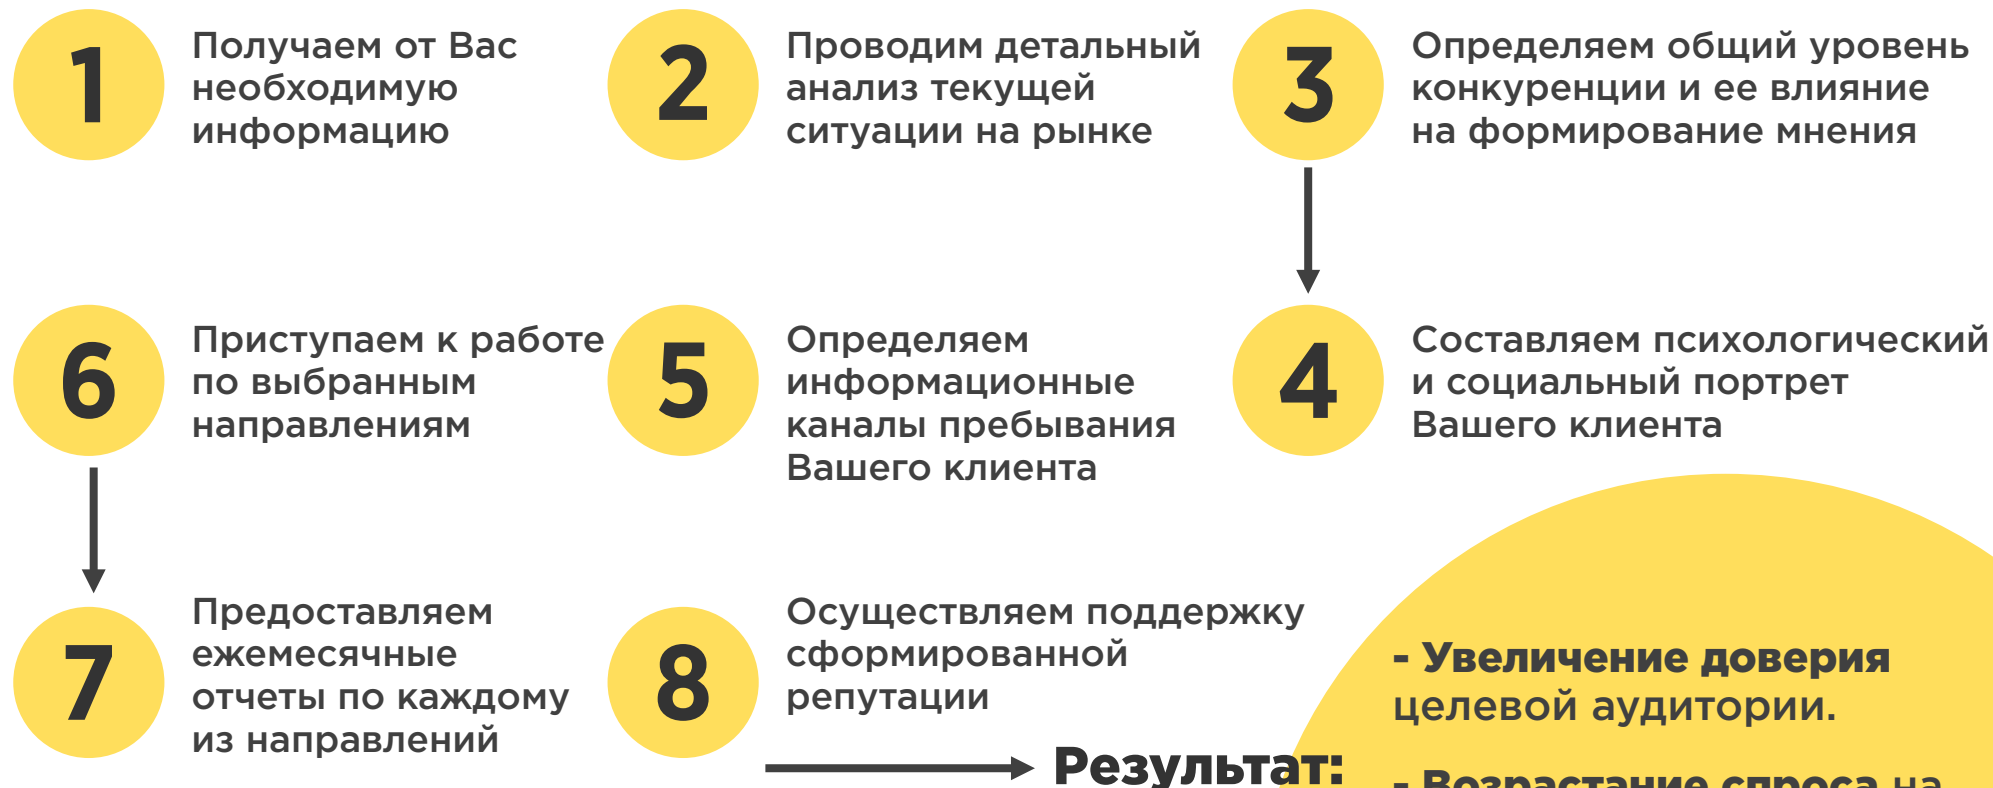 1
Получаем от Вас
необходимую
информацию
2
Проводим детальный
анализ текущей
ситуации на рынке
3
Определяем общий уровень
конкуренции и ее влияние
на формирование мнения
4
Составляем психологический
и социальный портрет
Вашего клиента
5
Определяем
информационные
каналы пребывания
Вашего клиента
6
Приступаем к работе
по выбранным
направлениям
7
Предоставляем
ежемесячные
отчеты по каждому
из направлений
8
Осуществляем поддержку
сформированной
репутации
Результат:
- Увеличение доверия
целевой аудитории.
- Возрастание спроса на